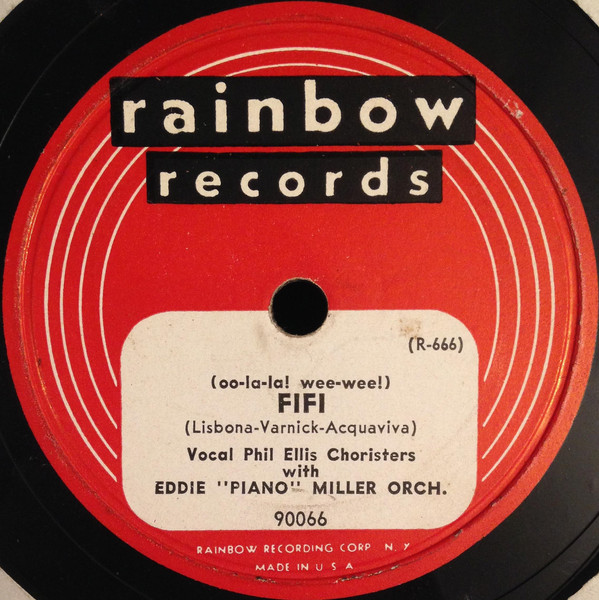 rainbow
records
(R-666)
(oo-la-la! wee-wee!)
FIFI
(Lisbona-Varnick-Acquaviva)
Vocal Phil Ellis Choristers
with
EDDIE "PIANO" MILLER ORCH.
90066
RAINBOW RECORDING CORP. N. Y
MADE IN U S A